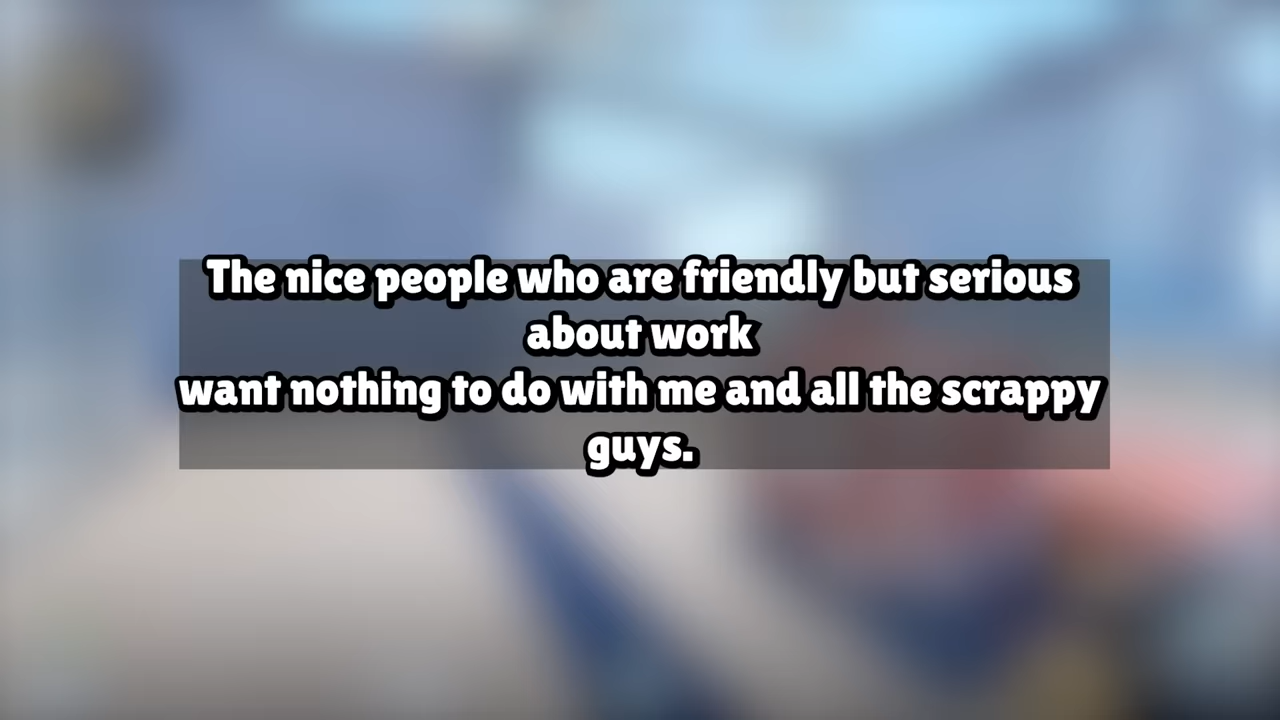 The nice people who are friendly but serious
about work
want nothing to do with me and all the scrappy
guys.